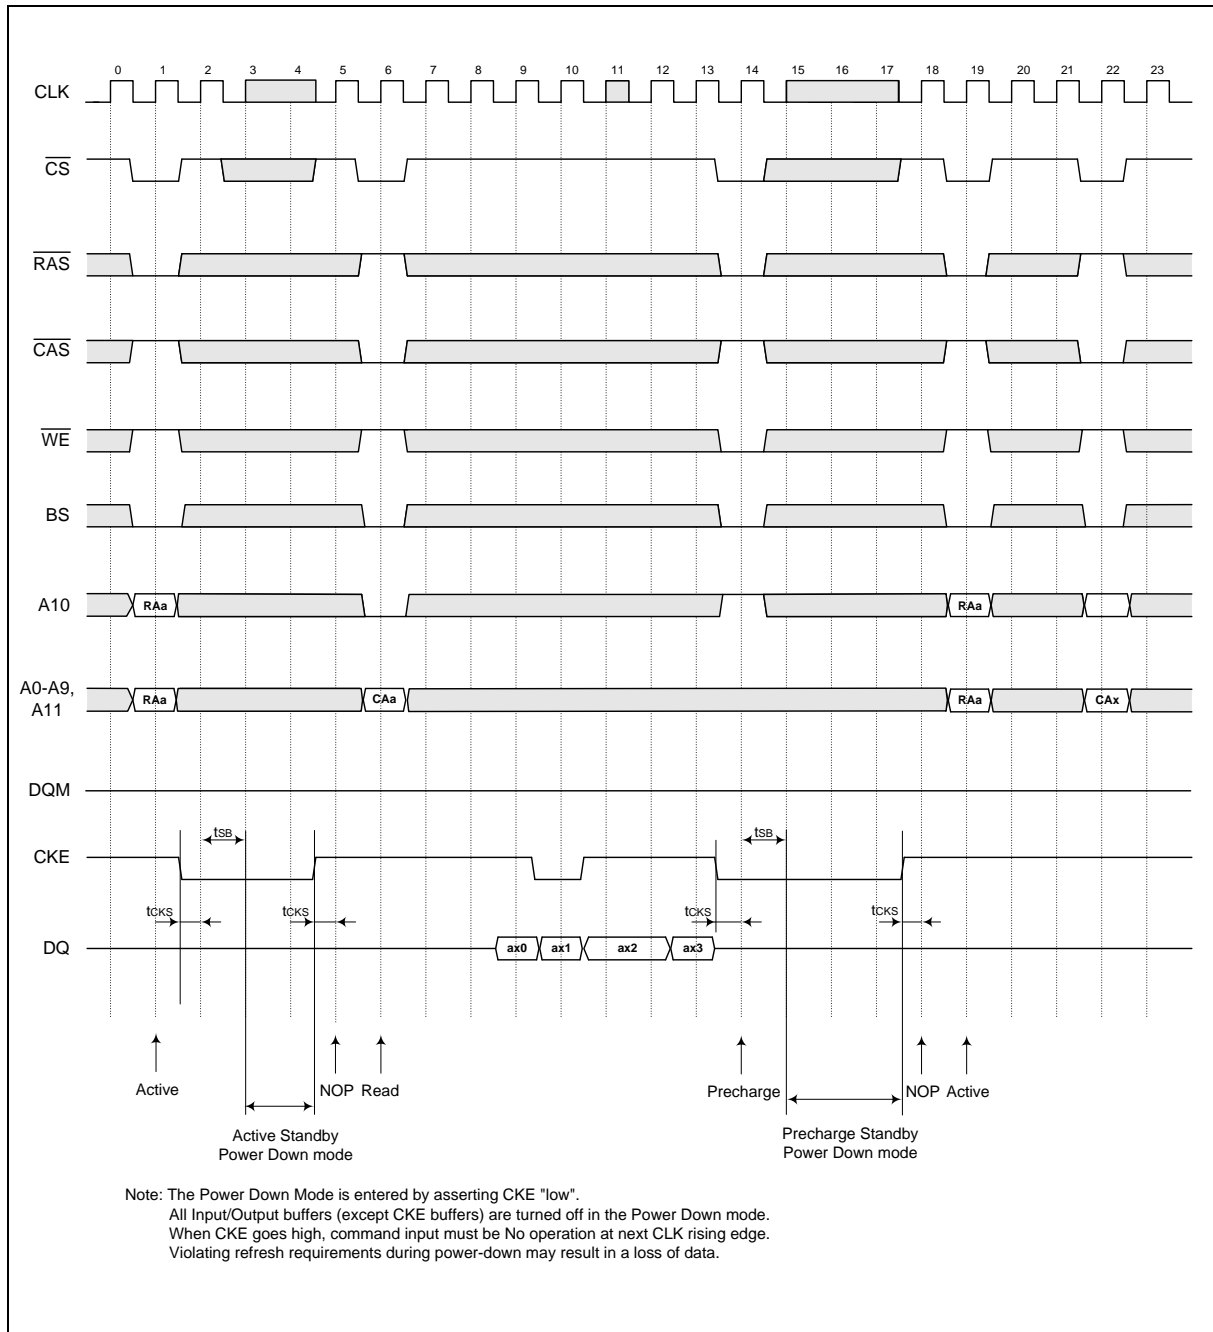 0 1 2 3 4 5 6 7 8 9 10 11 12 13 14 15 16 17 18 19 20 21 22 23
CLK
CS
RAS
CAS
WE
BS
A10 RAa RAa
A0-A9,
A11 RAa CAa RAa CAx
DQM
tSB tSB
CKE
tCKS tCKS tCKS tCKS
DQ ax0 ax1 ax2 ax3
Active NOP Read Precharge NOP Active
Active Standby
Power Down mode
Precharge Standby
Power Down mode
Note: The Power Down Mode is entered by asserting CKE "low".
All Input/Output buffers (except CKE buffers) are turned off in the Power Down mode.
When CKE goes high, command input must be No operation at next CLK rising edge.
Violating refresh requirements during power-down may result in a loss of data.